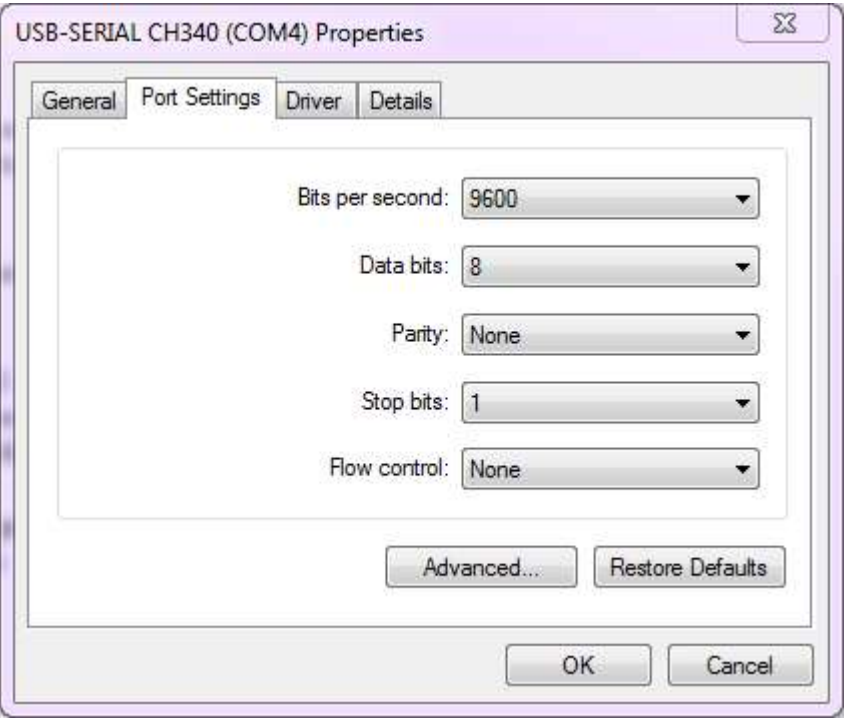 USB-SERIAL CH340 (COM4) Properties
General Port Settings Driver Details
Bits per second: 9600
Data bits: 8
Parity: None
Stop bits: 1
Flow control: None
Advanced... Restore Defaults
OK Cancel